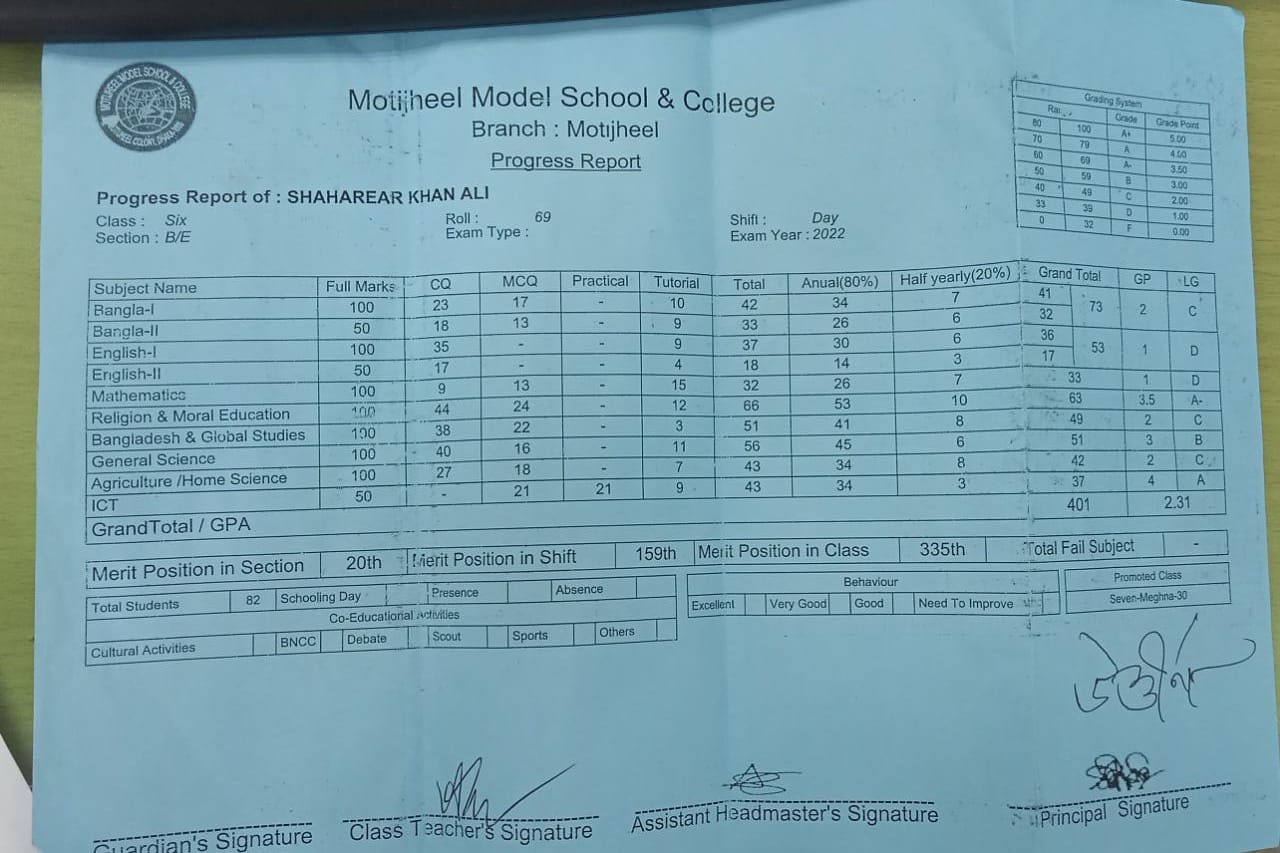 MOTIJHEEL MODEL SCHOOL & COLLEGE
MOTIJHEEL COLONY, DHAKA-1000
Motijheel Model School & College
Branch : Motijheel
Progress Report
Grading System
Grade Grade Point
80 100 A+ 5.00
70 79 A 4.00
60 69 A- 3.50
50 59 B 3.00
40 49 C 2.00
33 39 D 1.00
0 32 F 0.00
Progress Report of : SHAHAREAR KHAN ALI
Class : Six Roll : 69 Shift : Day
Section : B/E Exam Type : Exam Year : 2022
Subject Name Full Marks CQ MCQ Practical Tutorial Total Anual(80%) Half yearly(20%) Grand Total GP LG
Bangla-I 100 23 17 - 10 42 34 7 41 73 2 C
Bangla-II 50 18 13 - 9 33 26 6 32
English-I 100 35 - - 9 37 30 6 36 53 1 D
English-II 50 17 - - 4 18 14 3 17
Mathematics 100 9 13 - 15 32 26 7 33 1 D
Religion & Moral Education 100 44 24 - 12 66 53 10 63 3.5 A-
Bangladesh & Global Studies 100 38 22 - 3 51 41 8 49 2 C
General Science 100 40 16 - 11 56 45 6 51 3 B
Agriculture /Home Science 100 27 18 - 7 43 34 8 42 2 C
ICT 50 - 21 21 9 43 34 3 37 4 A
GrandTotal / GPA 401 2.31
Merit Position in Section 20th Merit Position in Shift 159th Merit Position in Class 335th Total Fail Subject -
Total Students 82 Schooling Day Presence Absence
Co-Educational Activities
Cultural Activities BNCC Debate Scout Sports Others
Behaviour
Excellent Very Good Good Need To Improve
Promoted Class
Seven-Meghna-30
উত্তীর্ণ
Guardian's Signature Class Teacher's Signature Assistant Headmaster's Signature Principal Signature